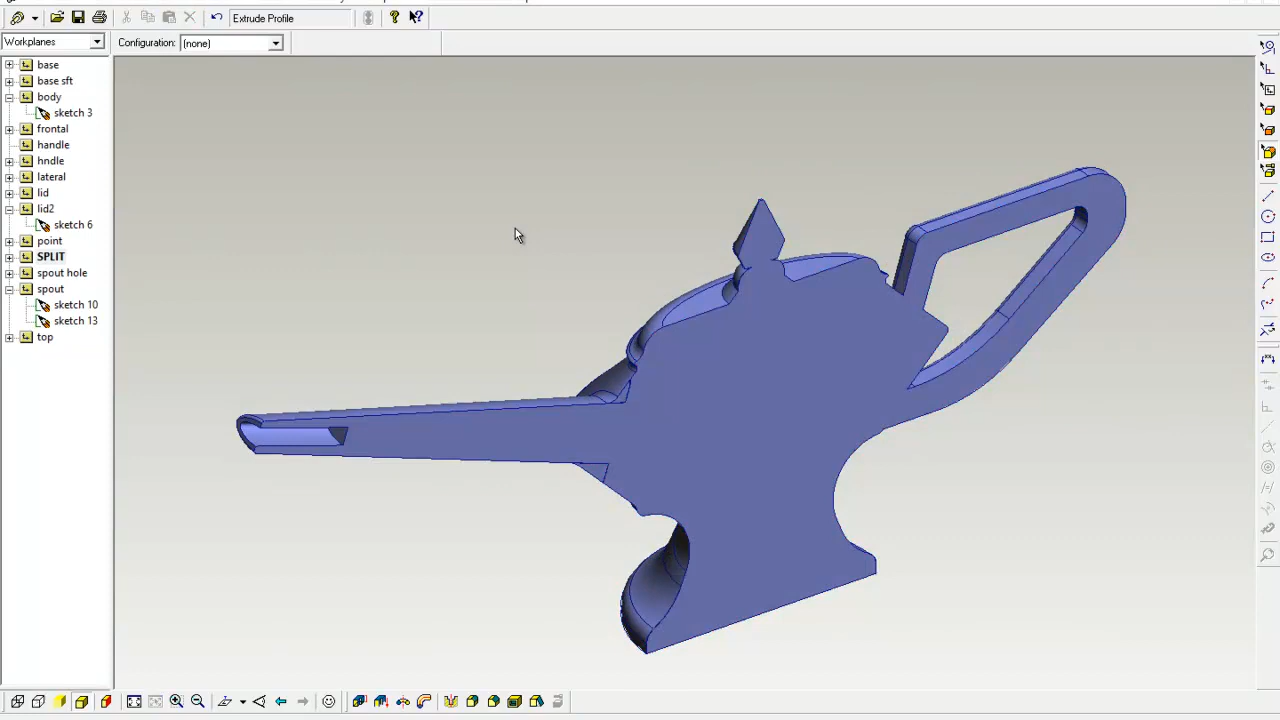 Extrude Profile
Workplanes
Configuration: (none)
base
base sft
body
sketch 3
frontal
handle
hndle
lateral
lid
lid2
sketch 6
point
SPLIT
spout hole
spout
sketch 10
sketch 13
top